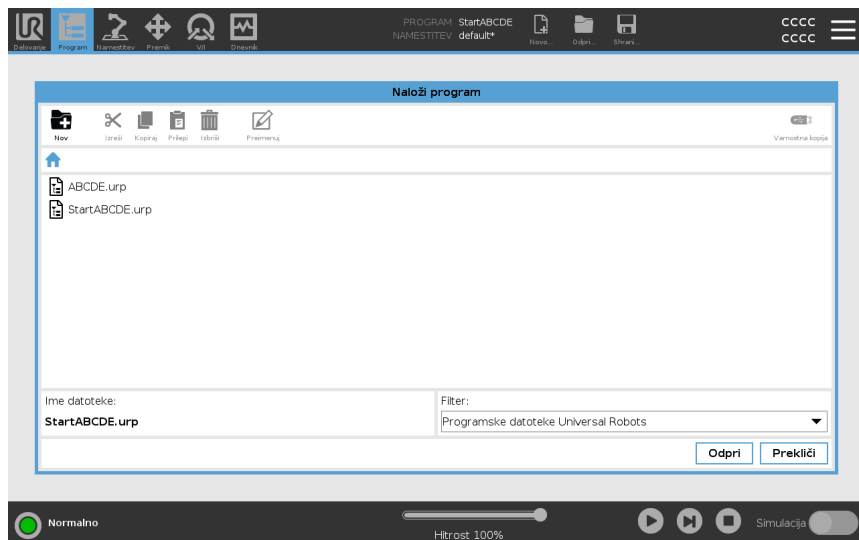 PROGRAM StartABCDE
NAMESTITEV default*
Delovanje Program Namestitev Premik V/I Dnevnik Novo... Odpri... Shrani...
CCCC
CCCC
Naloži program
Nov Izreži Kopiraj Prilepi Izbriši Preimenuj Varnostna kopija
ABCDE.urp
StartABCDE.urp
Ime datoteke: Filter:
StartABCDE.urp Programske datoteke Universal Robots
Odpri Prekliči
Normalno Simulacija
Hitrost 100%